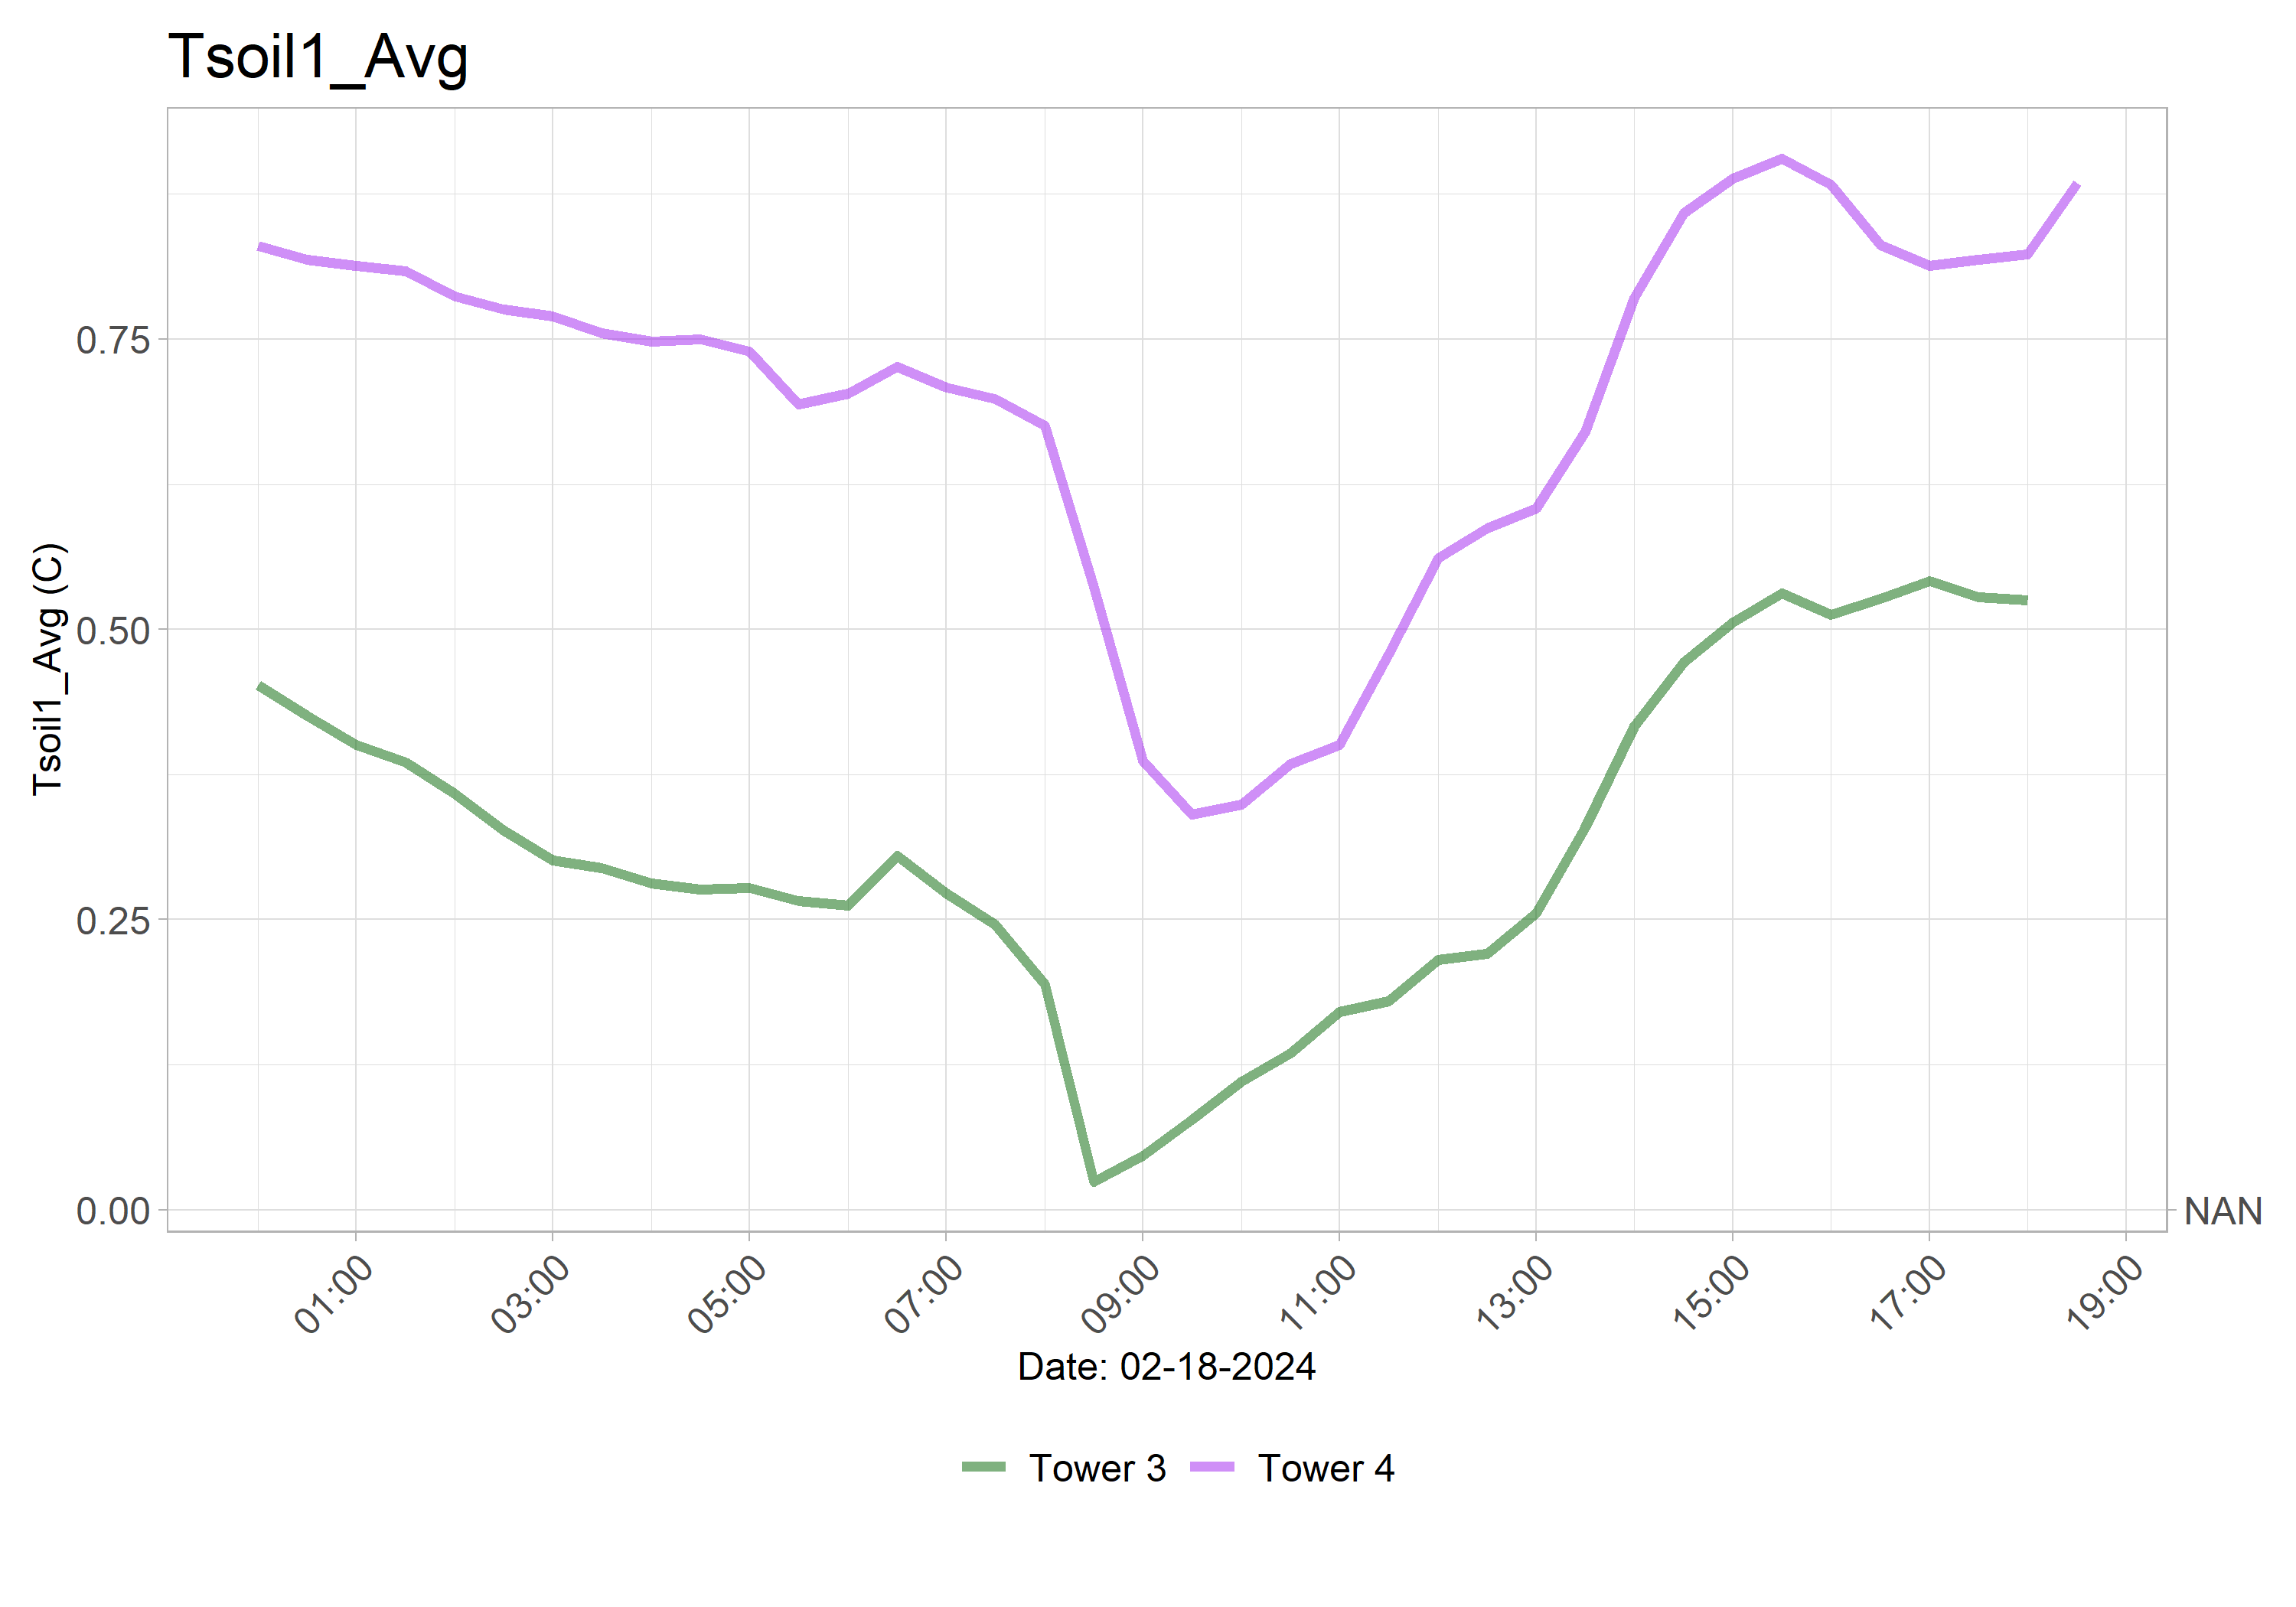 Tsoil1_Avg
Tsoil1_Avg (C)
0.75
0.50
0.25
0.00
NAN
01:00
03:00
05:00
07:00
09:00
11:00
13:00
15:00
17:00
19:00
Date: 02-18-2024
Tower 3
Tower 4